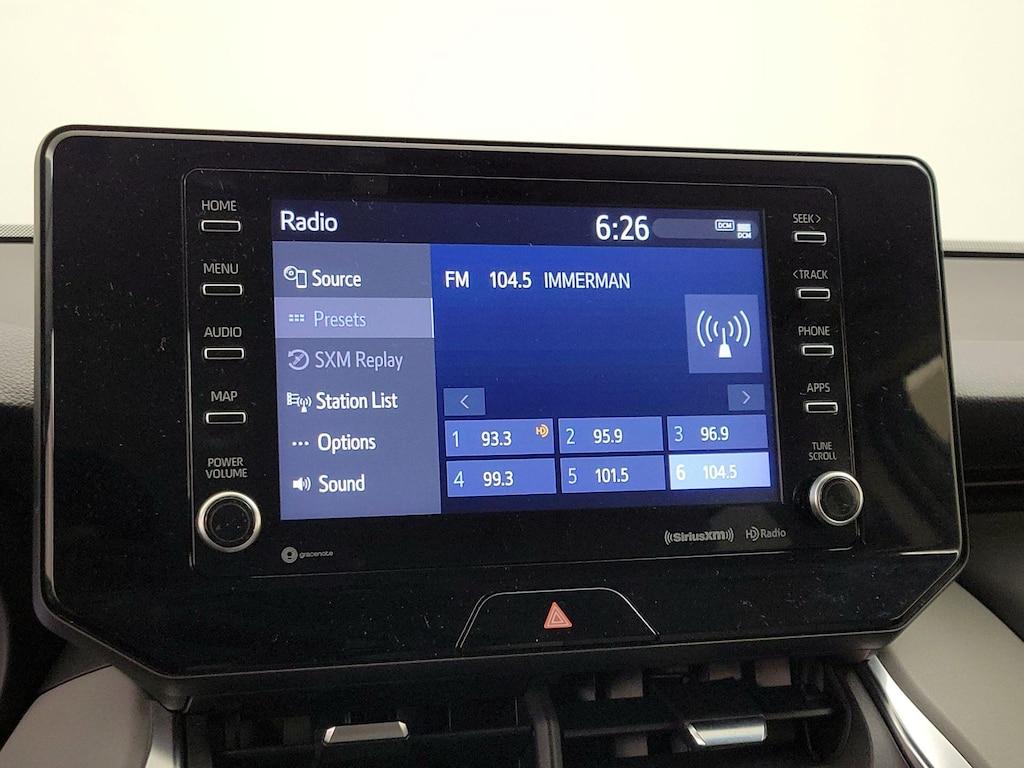 HOME
MENU
AUDIO
MAP
POWER
VOLUME
Radio
6:26
DCM
DCM
Source
Presets
SXM Replay
Station List
Options
Sound
FM 104.5 IMMERMAN
<
>
1 93.3 HD
2 95.9
3 96.9
4 99.3
5 101.5
6 104.5
SEEK>
<TRACK
PHONE
APPS
TUNE
SCROLL
gracenote
((SiriusXM))
HD Radio